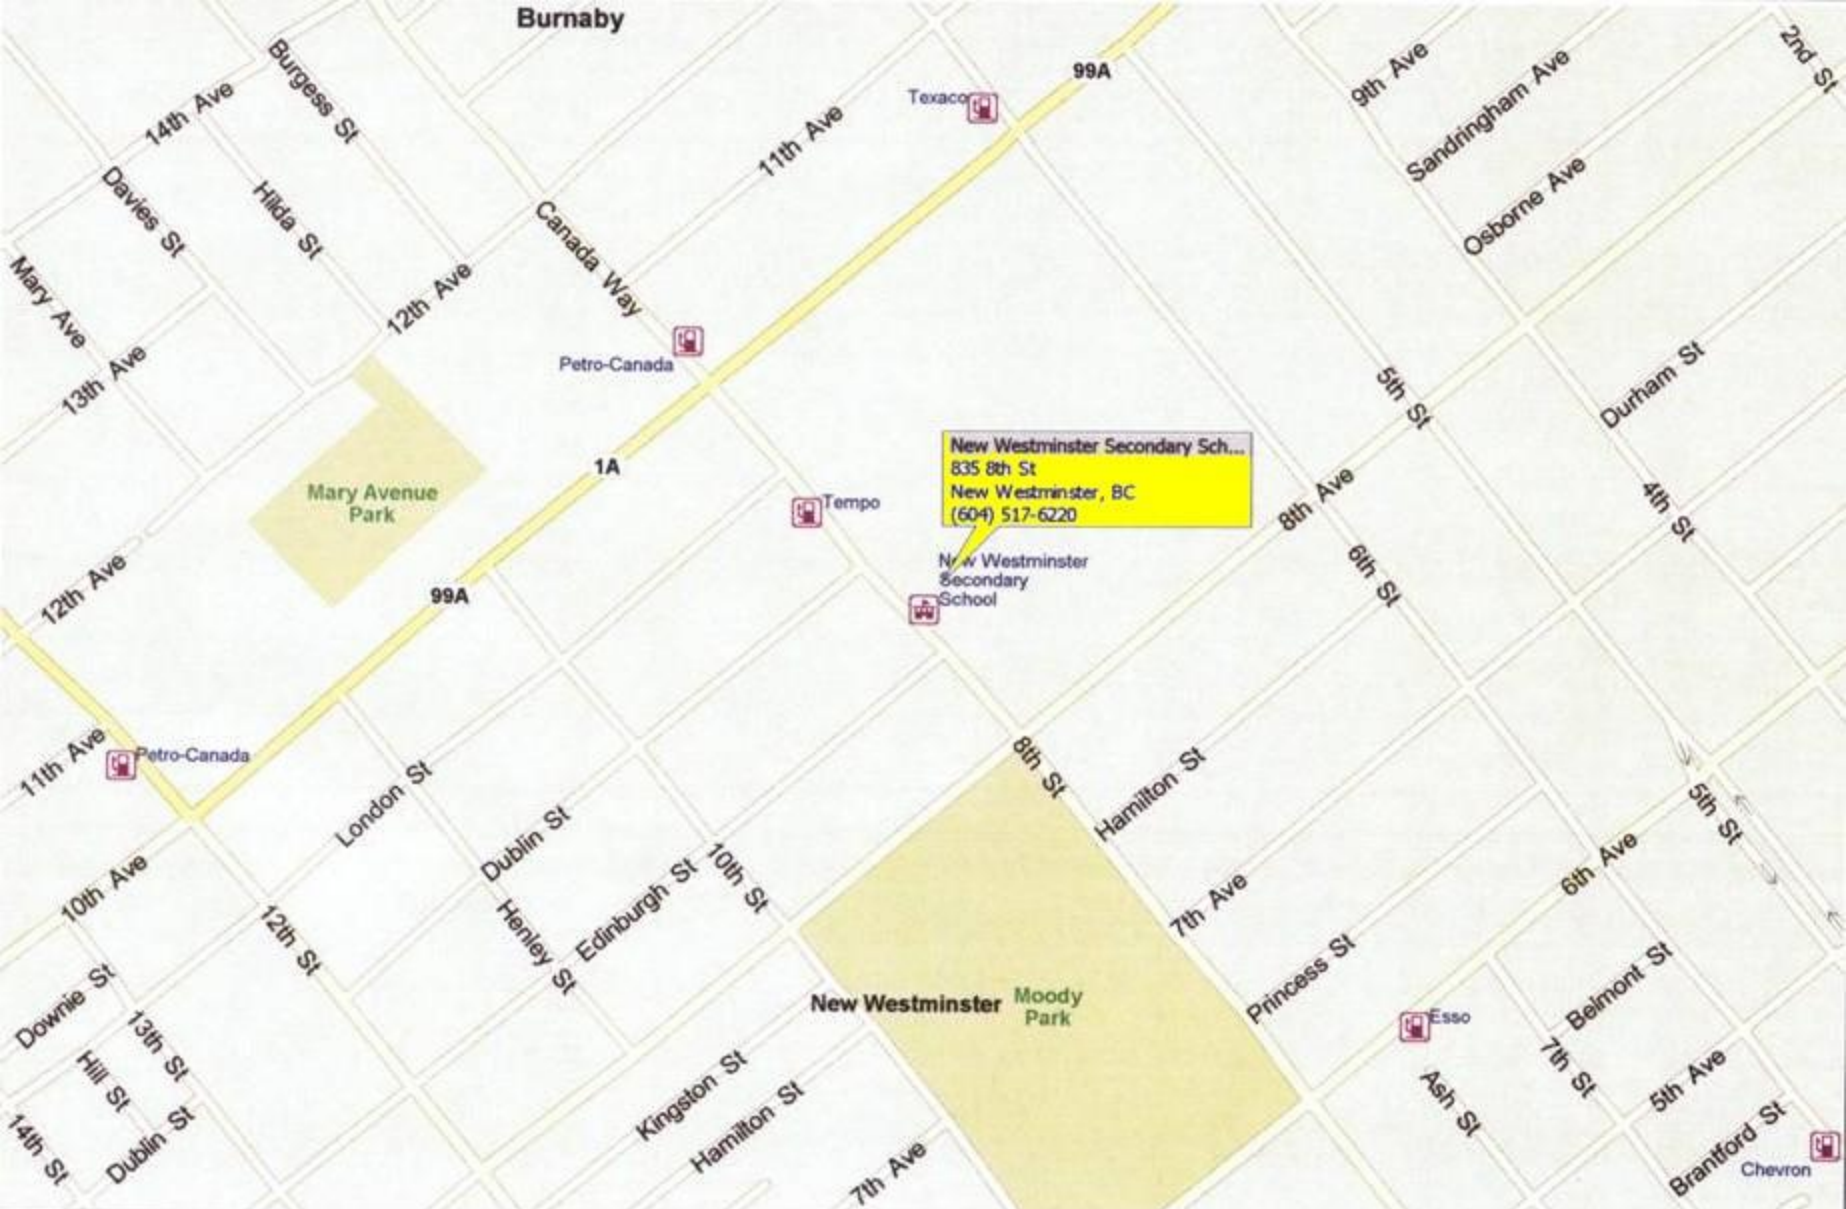 Burnaby
99A
9th Ave
2nd St
Burgess St
14th Ave
Texaco
11th Ave
Sandringham Ave
Davies St
Hilda St
Canada Way
Osborne Ave
Mary Ave
12th Ave
Petro-Canada
13th Ave
5th St
Durham St
New Westminster Secondary Sch...
835 8th St
New Westminster, BC
(604) 517-6220
1A
Mary Avenue
Park
Tempo
8th Ave
4th St
New Westminster
Secondary
School
6th St
12th Ave
99A
11th Ave
Petro-Canada
8th St
Hamilton St
London St
5th St
Dublin St
10th Ave
Edinburgh St
10th St
6th Ave
12th St
Henley St
7th Ave
Princess St
Belmont St
Downie St
New Westminster
Moody
Park
Esso
13th St
Hill St
Kingston St
7th St
Ash St
5th Ave
14th St
Dublin St
Hamilton St
7th Ave
Brantford St
Chevron